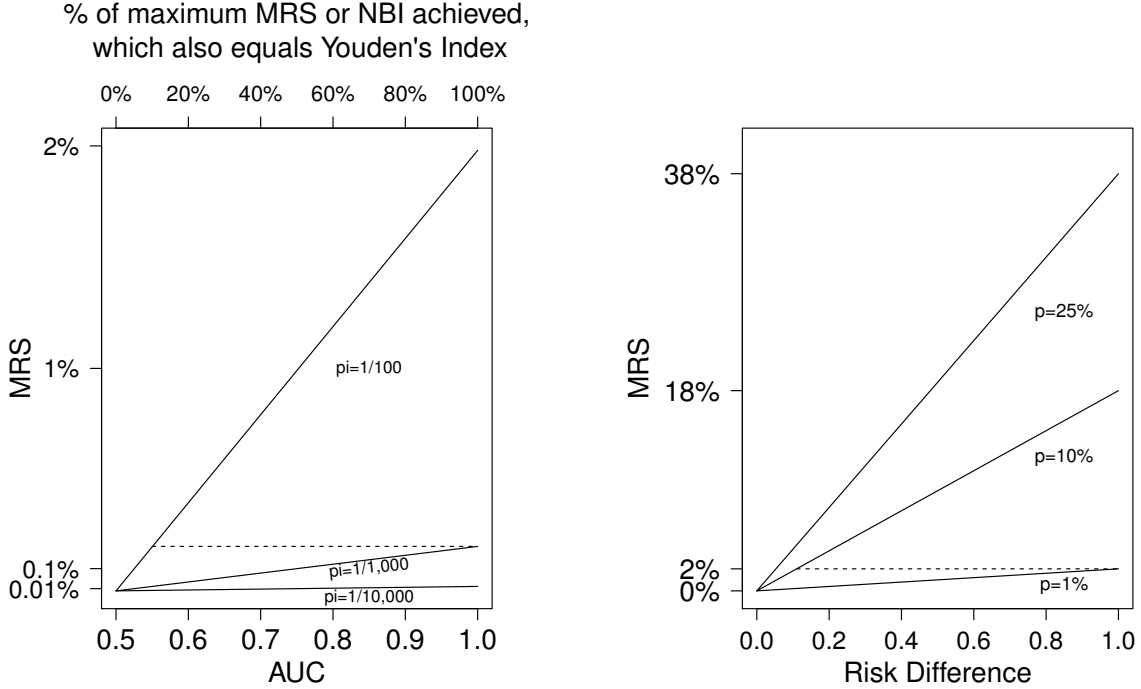 % of maximum MRS or NBI achieved,
which also equals Youden's Index
0% 20% 40% 60% 80% 100%
2%
1%
0.1%
0.01%
MRS
pi=1/100
pi=1/1,000
pi=1/10,000
0.5 0.6 0.7 0.8 0.9 1.0
AUC
38%
18%
2%
0%
MRS
p=25%
p=10%
p=1%
0.0 0.2 0.4 0.6 0.8 1.0
Risk Difference